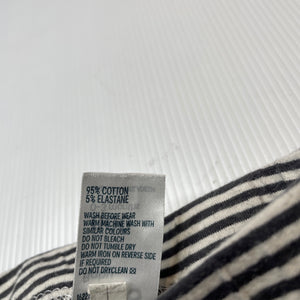 95% COTTON
5% ELASTANE
WASH BEFORE WEAR
WARM MACHINE WASH WITH
SIMILAR COLOURS
DO NOT BLEACH
DO NOT TUMBLE DRY
WARM IRON ON REVERSE SIDE
IF REQUIRED
DO NOT DRYCLEAN